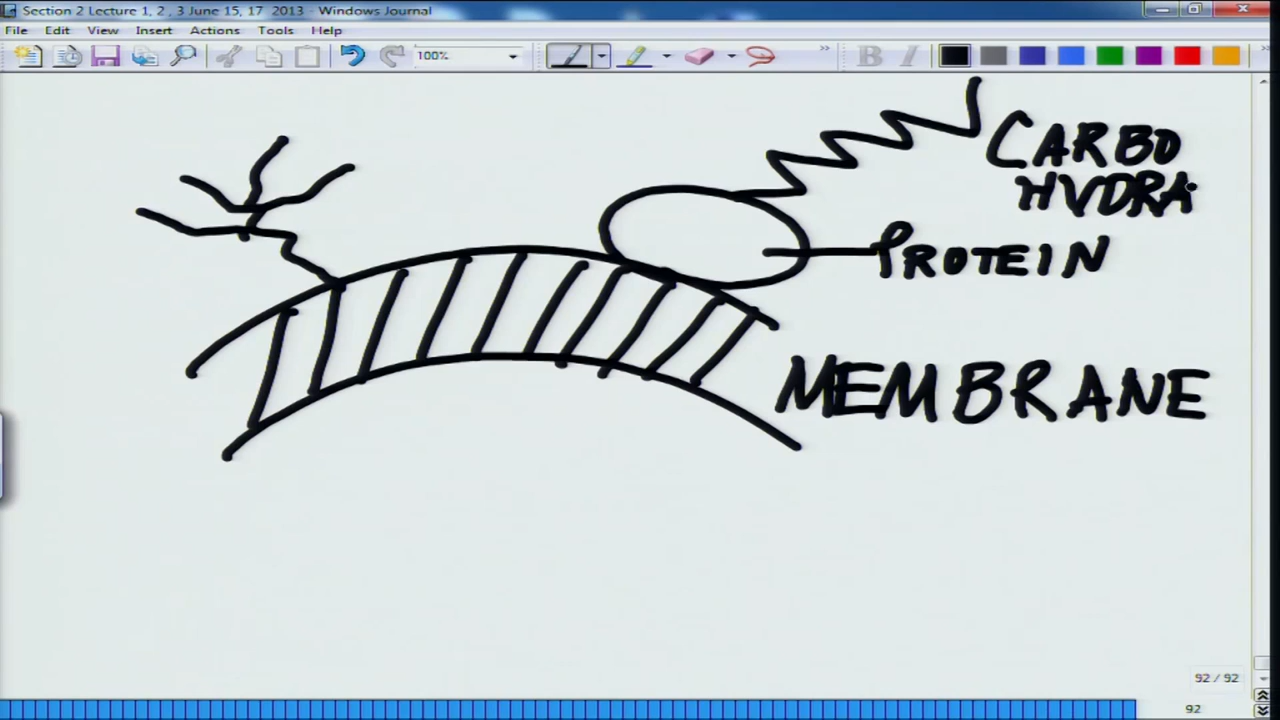 Section 2 Lecture 1, 2 , 3 June 15, 17 2013 - Windows Journal
File Edit View Insert Actions Tools Help
100%
B I
CARBO
HYDRA
PROTEIN
MEMBRANE
92 / 92
92